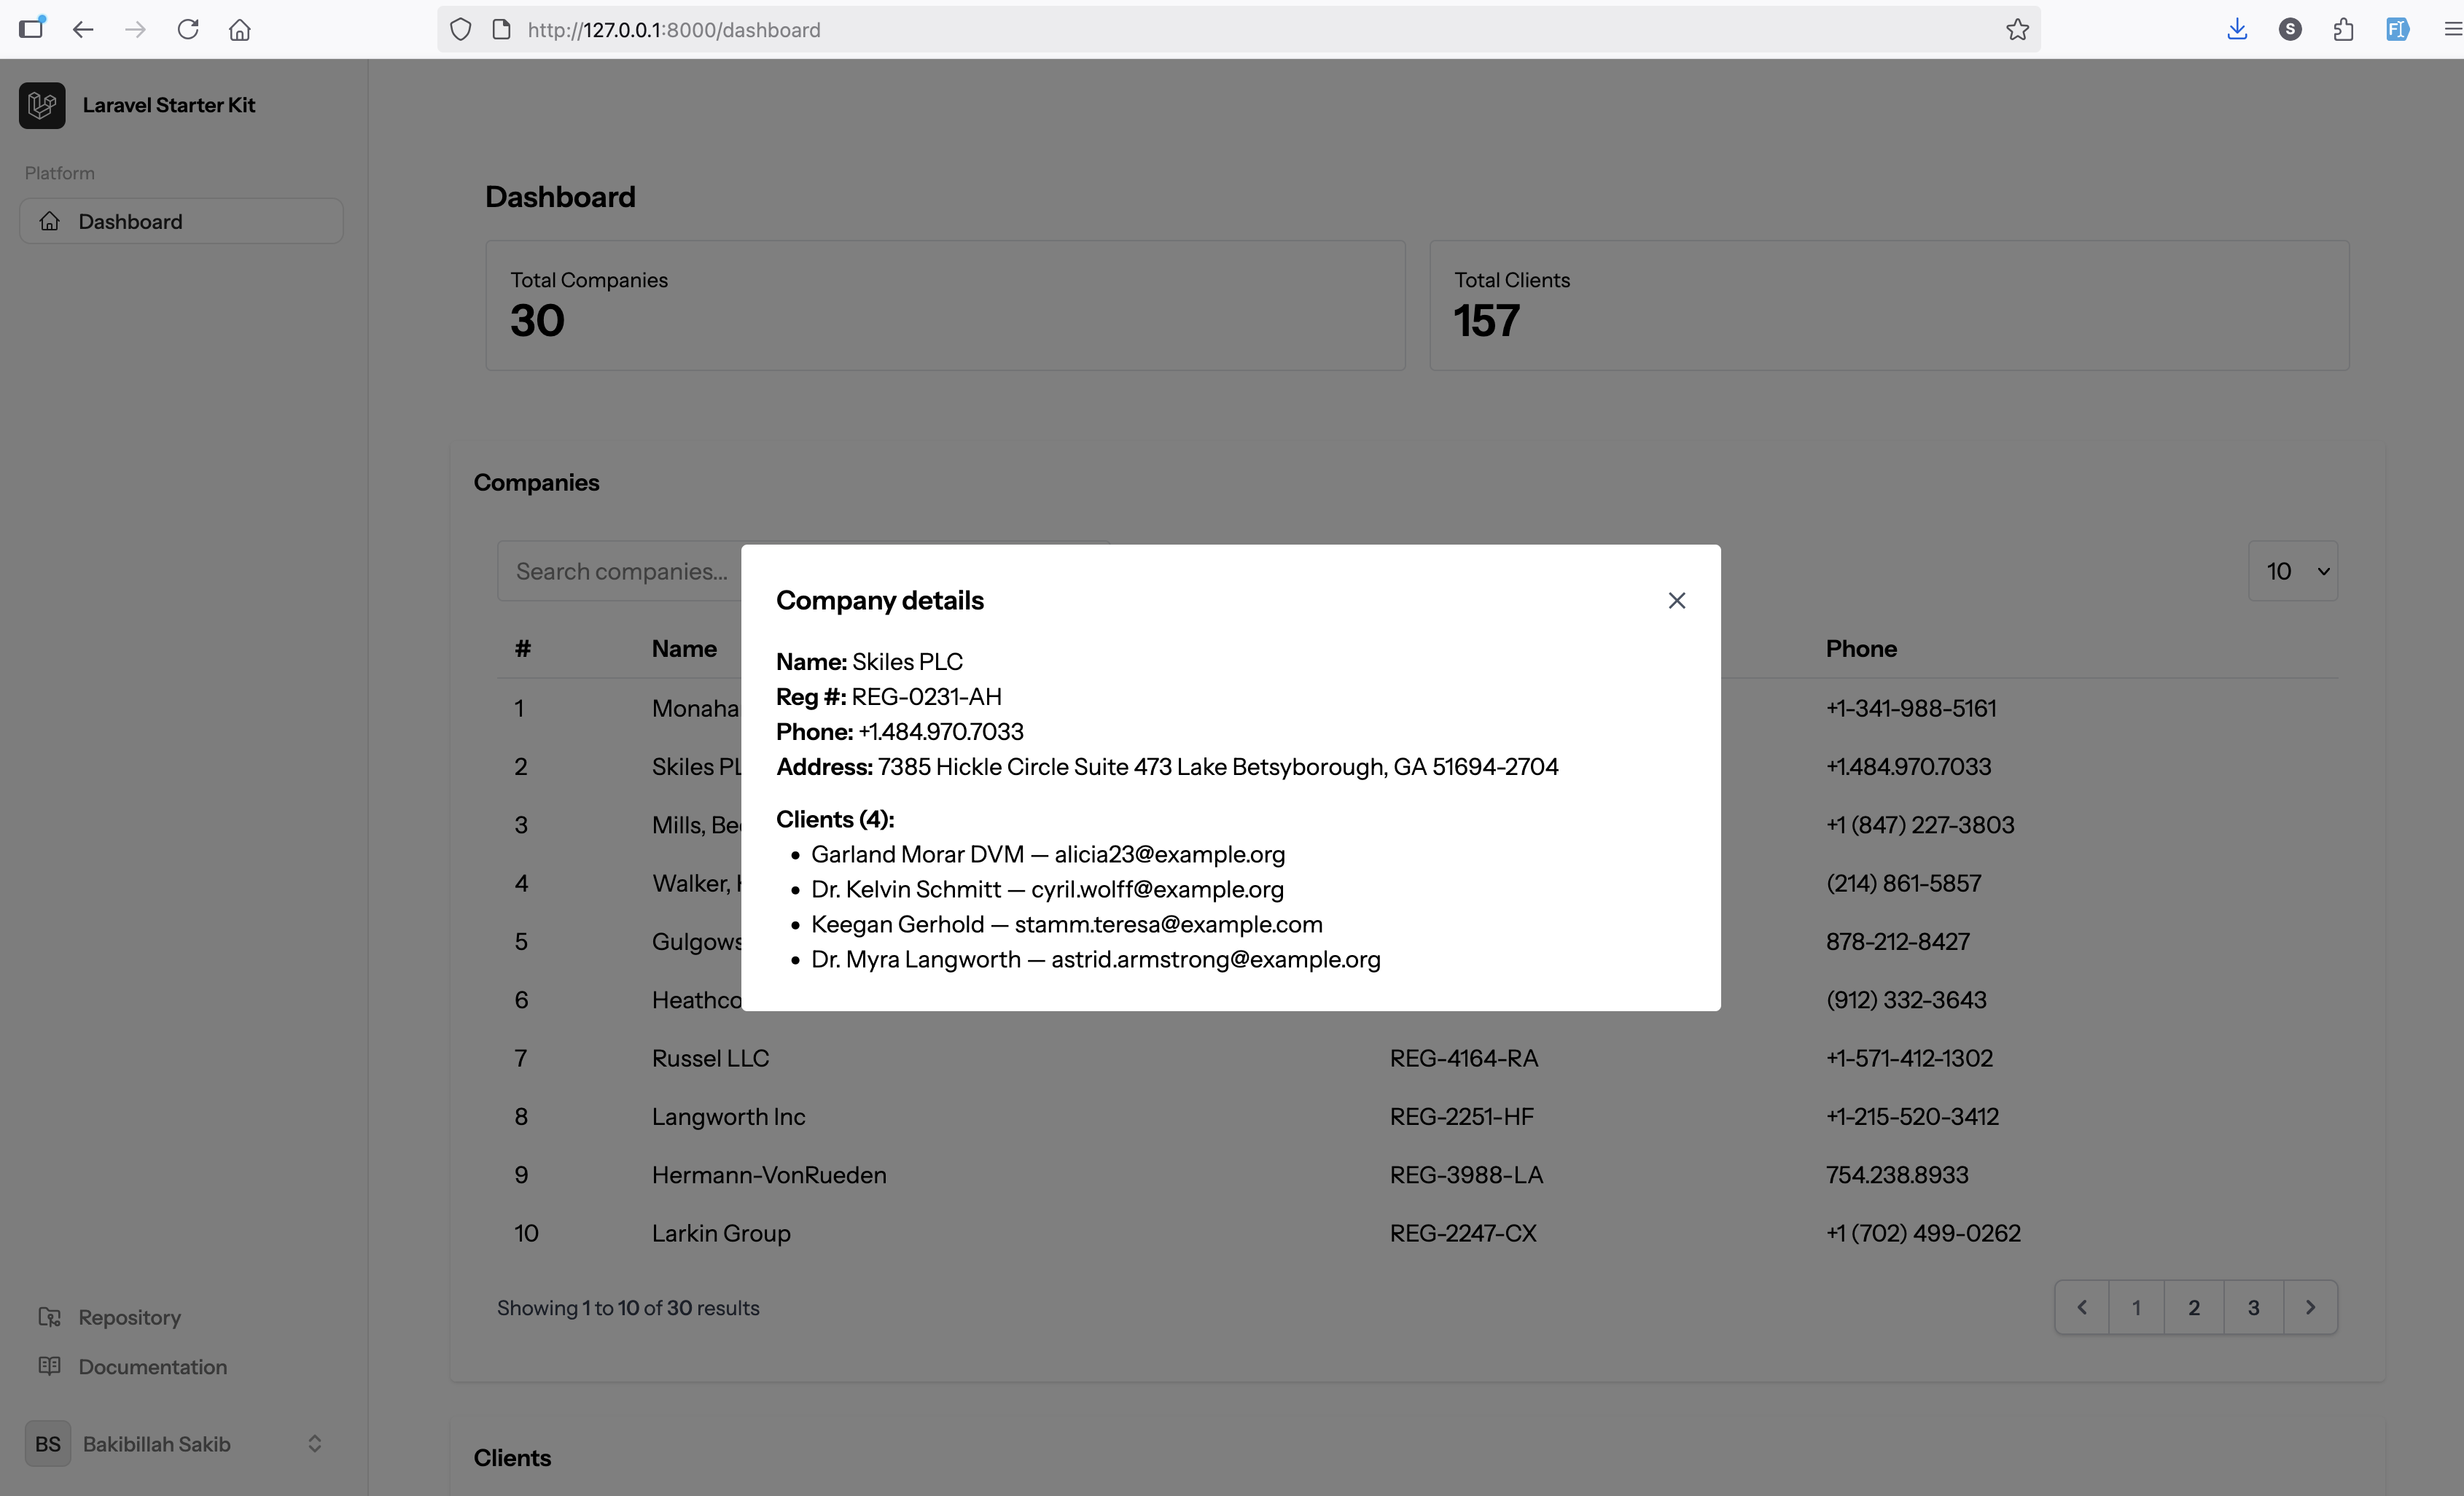 http://127.0.0.1:8000/dashboard
S
Laravel Starter Kit
Platform
Dashboard
Dashboard
Total Companies
30
Total Clients
157
Companies
Search companies...
10
# Name Phone
1 Monaha +1-341-988-5161
2 Skiles PL +1.484.970.7033
3 Mills, Be +1 (847) 227-3803
4 Walker, (214) 861-5857
5 Gulgows 878-212-8427
6 Heathco (912) 332-3643
7 Russel LLC REG-4164-RA +1-571-412-1302
8 Langworth Inc REG-2251-HF +1-215-520-3412
9 Hermann-VonRueden REG-3988-LA 754.238.8933
10 Larkin Group REG-2247-CX +1 (702) 499-0262
Showing 1 to 10 of 30 results
1 2 3
Company details
Name: Skiles PLC
Reg #: REG-0231-AH
Phone: +1.484.970.7033
Address: 7385 Hickle Circle Suite 473 Lake Betsyborough, GA 51694-2704
Clients (4):
• Garland Morar DVM — alicia23@example.org
• Dr. Kelvin Schmitt — cyril.wolff@example.org
• Keegan Gerhold — stamm.teresa@example.com
• Dr. Myra Langworth — astrid.armstrong@example.org
Repository
Documentation
BS Bakibillah Sakib
Clients